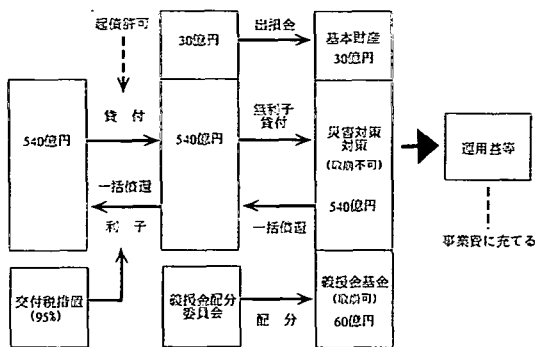 起債許可
30億円
出捐金
基本財産
30億円
540億円
貸付
540億円
無利子
貸付
災害対策
対策
(取崩不可)
540億円
運用益等
一括償還
利子
一括償還
事業費に充てる
交付税措置
(95%)
義援金配分
委員会
配分
義援金基金
(取崩可)
60億円